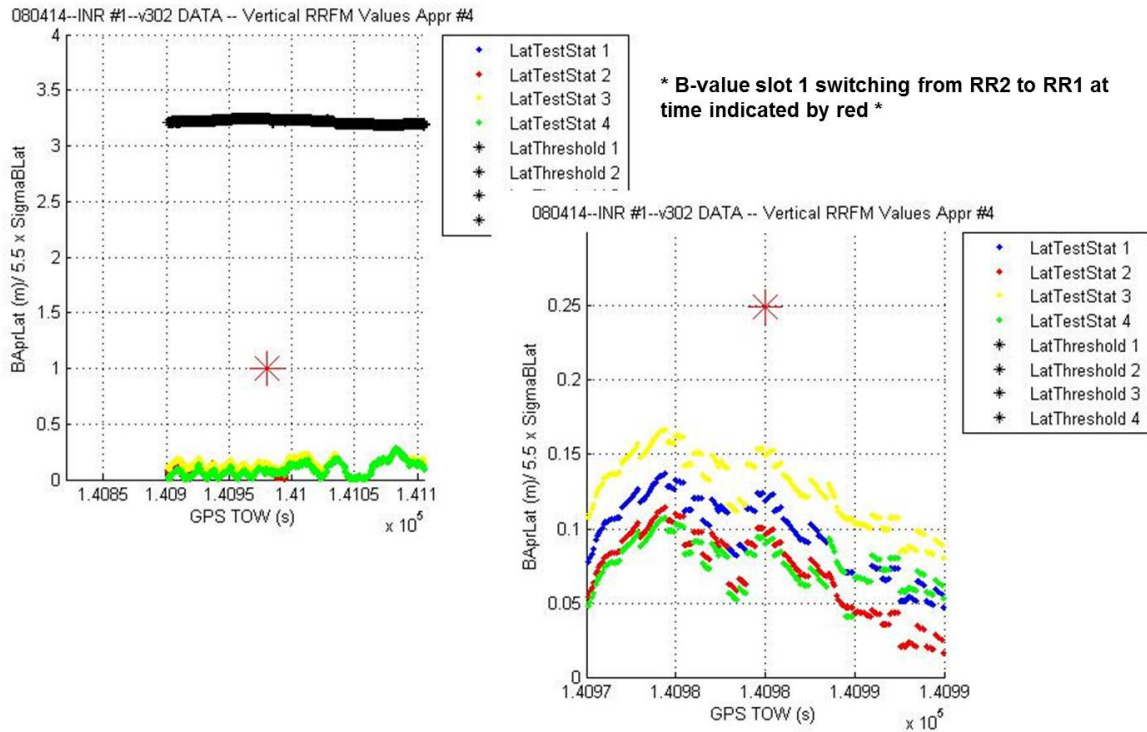 080414--INR #1--v302 DATA -- Vertical RRFM Values Appr #4
4
3.5
3
2.5
2
1.5
1
0.5
0
BAprLat (m)/ 5.5 x SigmaBLat
1.4085 1.409 1.4095 1.41 1.4105 1.411
GPS TOW (s)
x 10^5
LatTestStat 1
LatTestStat 2
LatTestStat 3
LatTestStat 4
LatThreshold 1
LatThreshold 2
* B-value slot 1 switching from RR2 to RR1 at
time indicated by red *
080414--INR #1--v302 DATA -- Vertical RRFM Values Appr #4
0.25
0.2
0.15
0.1
0.05
0
BAprLat (m)/ 5.5 x SigmaBLat
1.4097 1.4098 1.4098 1.4099 1.4099
GPS TOW (s)
x 10^5
LatTestStat 1
LatTestStat 2
LatTestStat 3
LatTestStat 4
LatThreshold 1
LatThreshold 2
LatThreshold 3
LatThreshold 4